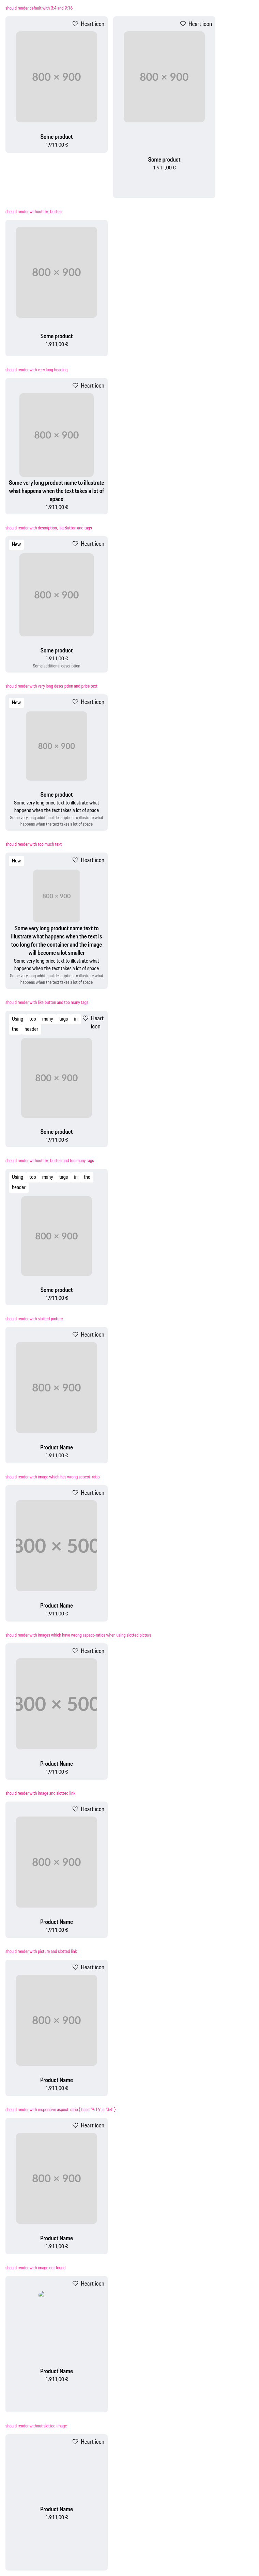 should render default with 3:4 and 9:16
Heart icon
Heart icon
800 × 900
800 × 900
Some product
1.911,00 €
Some product
1.911,00 €
should render without like button
800 × 900
Some product
1.911,00 €
should render with very long heading
Heart icon
800 × 900
Some very long product name to illustrate
what happens when the text takes a lot of
space
1.911,00 €
should render with description, likeButton and tags
New
Heart icon
800 × 900
Some product
1.911,00 €
Some additional description
should render with very long description and price text
New
Heart icon
800 × 900
Some product
Some very long price text to illustrate what
happens when the text takes a lot of space
Some very long additional description to illustrate what
happens when the text takes a lot of space
should render with too much text
New
Heart icon
800 × 900
Some very long product name text to
illustrate what happens when the text is
too long for the container and the image
will become a lot smaller
Some very long price text to illustrate what
happens when the text takes a lot of space
Some very long additional description to illustrate what
happens when the text takes a lot of space
should render with like button and too many tags
Using too many tags in
the header
Heart
icon
800 × 900
Some product
1.911,00 €
should render without like button and too many tags
Using too many tags in the
header
800 × 900
Some product
1.911,00 €
should render with slotted picture
Heart icon
800 × 900
Product Name
1.911,00 €
should render with image which has wrong aspect-ratio
Heart icon
800 × 500
Product Name
1.911,00 €
should render with images which have wrong aspect-ratios when using slotted picture
Heart icon
800 × 500
Product Name
1.911,00 €
should render with image and slotted link
Heart icon
800 × 900
Product Name
1.911,00 €
should render with picture and slotted link
Heart icon
800 × 900
Product Name
1.911,00 €
should render with responsive aspect-ratio { base: '9:16', s: '3:4' }
Heart icon
800 × 900
Product Name
1.911,00 €
should render with image not found
Heart icon
Product Name
1.911,00 €
should render without slotted image
Heart icon
Product Name
1.911,00 €